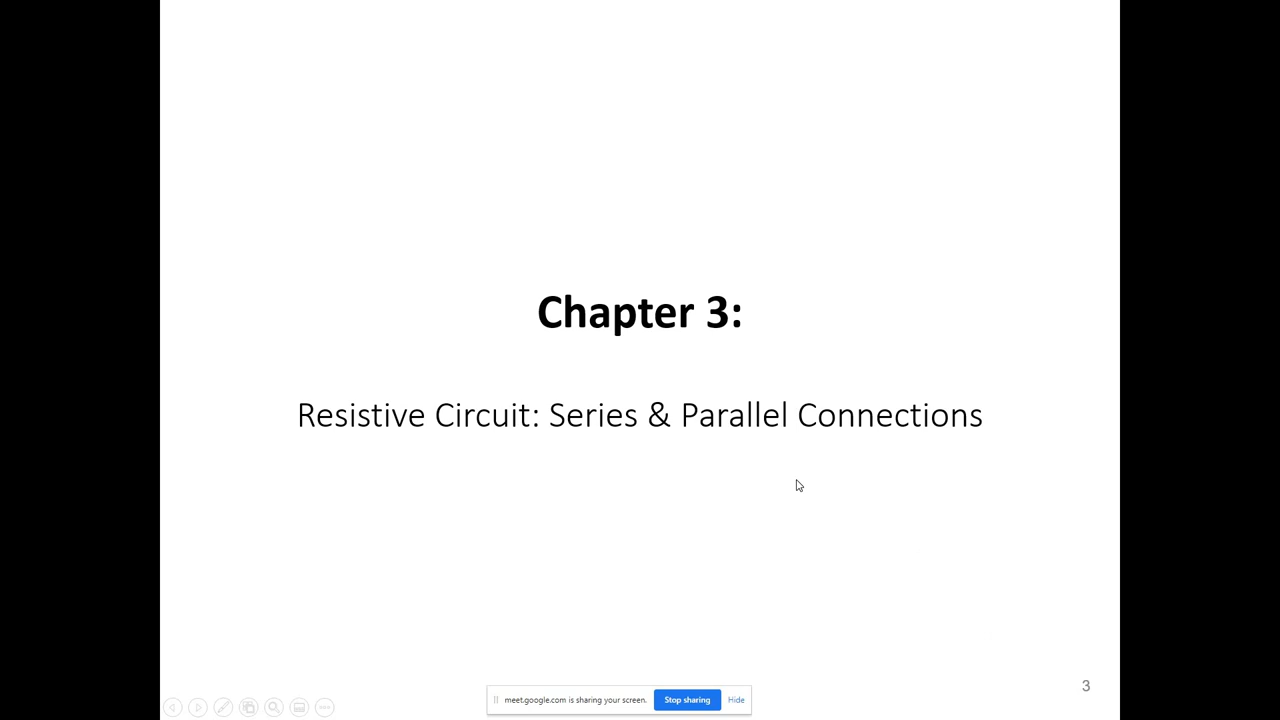 Chapter 3:
Resistive Circuit: Series & Parallel Connections
3
meet.google.com is sharing your screen. Stop sharing Hide